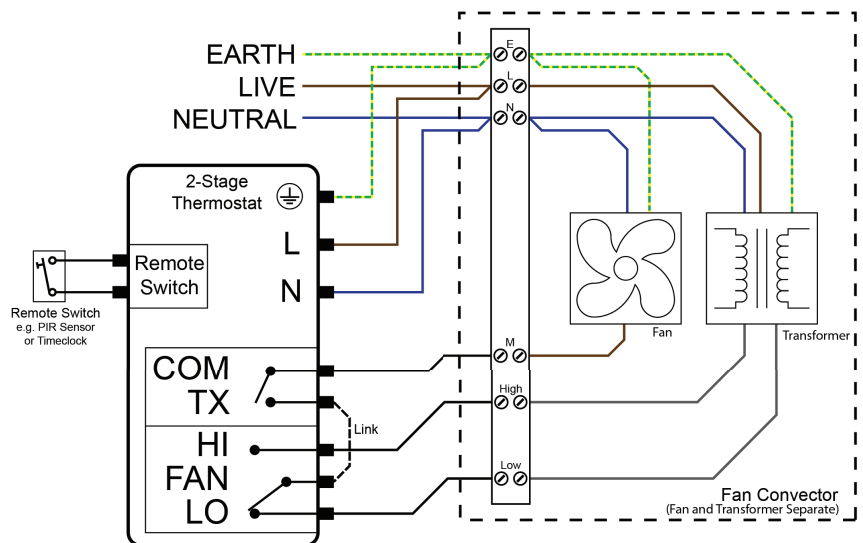 EARTH
LIVE
NEUTRAL
E
L
N
2-Stage
Thermostat
L
N
Remote
Switch
Remote Switch
e.g. PIR Sensor
or Timeclock
COM
TX
HI
FAN
LO
Link
M
High
Low
Fan
Transformer
Fan Convector
(Fan and Transformer Separate)